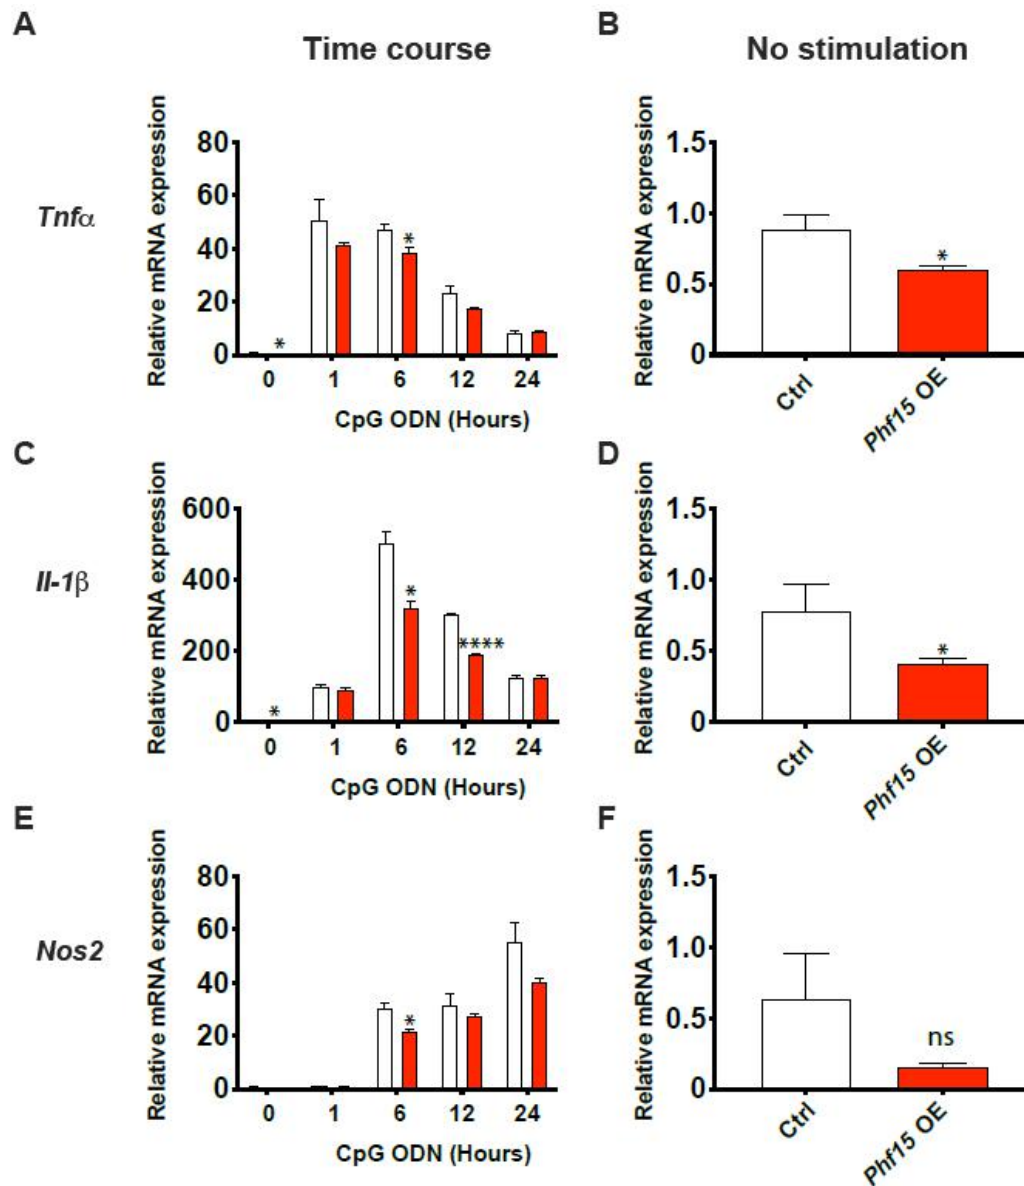 A
B
Time course
No stimulation
Tnfα
Relative mRNA expression
80
60
40
20
0
*
*
0 1 6 12 24
CpG ODN (Hours)
Relative mRNA expression
1.5
1.0
0.5
0
*
Ctrl
Phf15 OE
C
D
Il-1β
Relative mRNA expression
600
400
200
0
*
*
****
0 1 6 12 24
CpG ODN (Hours)
Relative mRNA expression
1.5
1.0
0.5
0
*
Ctrl
Phf15 OE
E
F
Nos2
Relative mRNA expression
80
60
40
20
0
*
0 1 6 12 24
CpG ODN (Hours)
Relative mRNA expression
1.5
1.0
0.5
0
ns
Ctrl
Phf15 OE